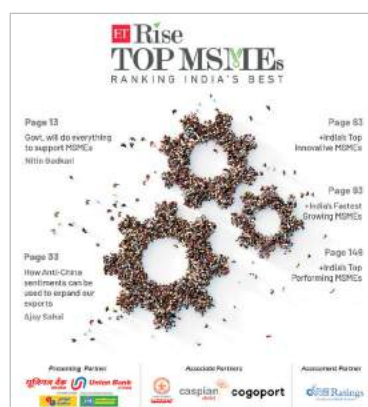 ET Rise
TOP MSMEs
RANKING INDIA'S BEST
Page 13
Govt. will do everything
to support MSMEs
Nitin Gadkari
Page 33
How Anti-China
sentiments can be
used to expand our
exports
Ajay Sahai
Page 63
+India's Top
Innovative MSMEs
Page 93
+India's Fastest
Growing MSMEs
Page 149
+India's Top
Performing MSMEs
Presenting Partner
यूनियन बैंक Union Bank
Associate Partners
caspian debt
cogoport
Assessment Partner
Ratings